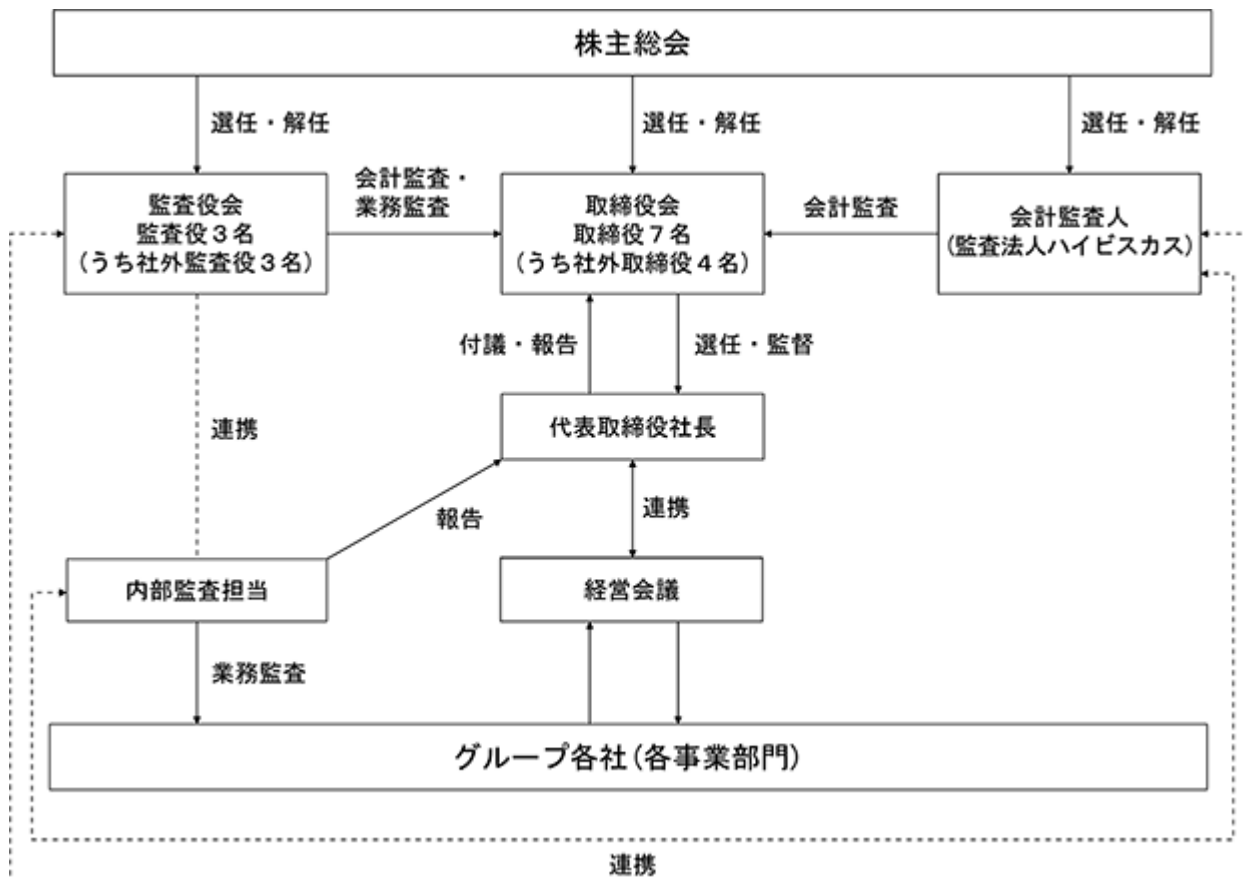 株主総会
選任・解任
選任・解任
選任・解任
監査役会
監査役3名
(うち社外監査役3名)
会計監査・
業務監査
取締役会
取締役7名
(うち社外取締役4名)
会計監査
会計監査人
(監査法人ハイビスカス)
付議・報告
選任・監督
連携
代表取締役社長
報告
連携
内部監査担当
経営会議
業務監査
グループ各社(各事業部門)
連携